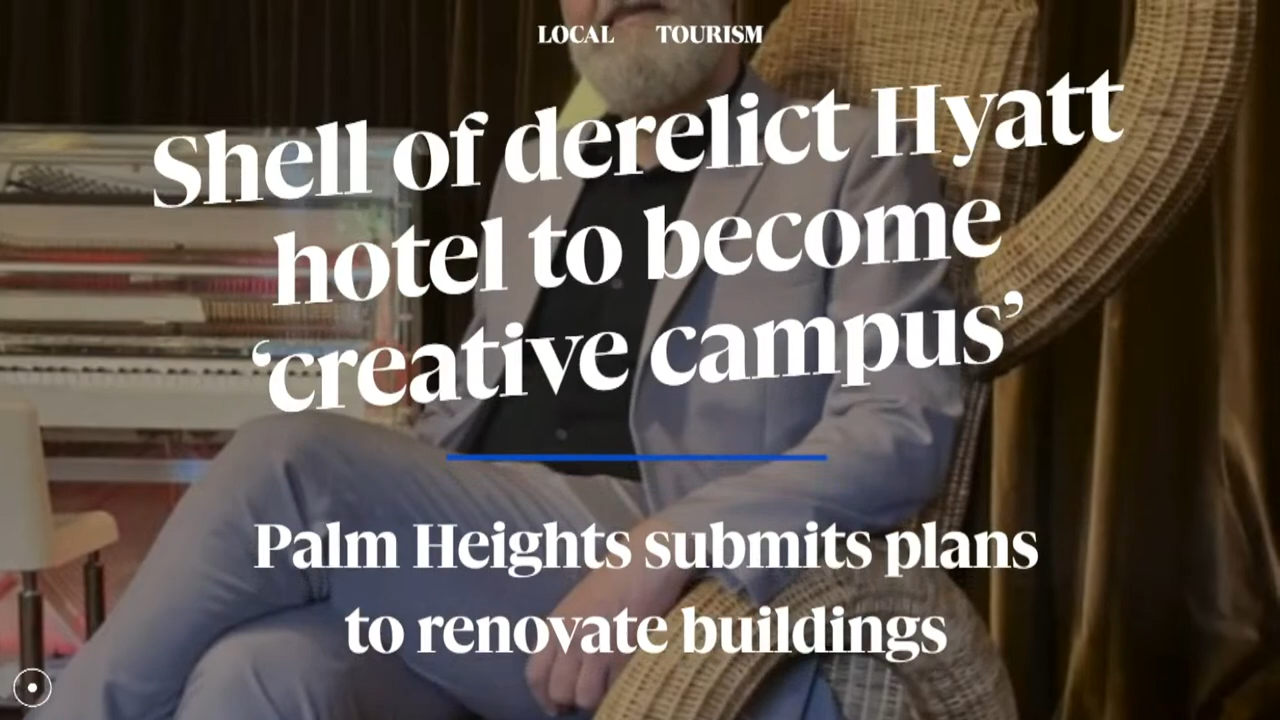 LOCAL TOURISM
Shell of derelict Hyatt
hotel to become
‘creative campus’
Palm Heights submits plans
to renovate buildings